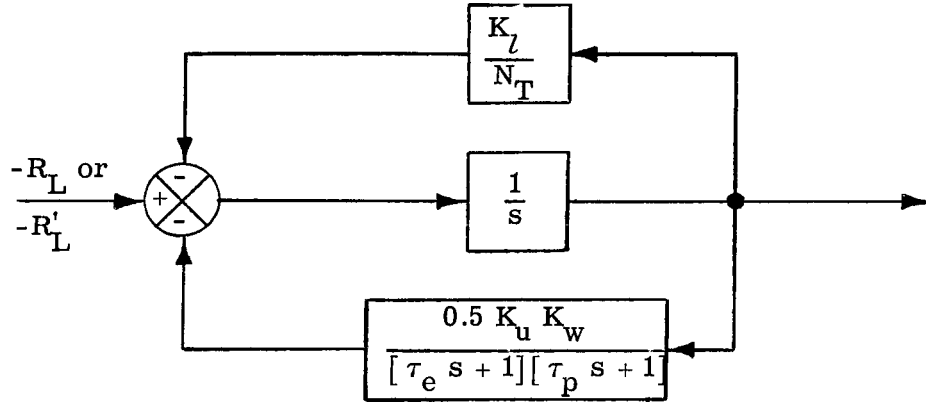 K_l
N_T
-R_L or
-R'_L
-
+
-
1
s
0.5 K_u K_w
[ τ_e s + 1] [ τ_p s + 1]